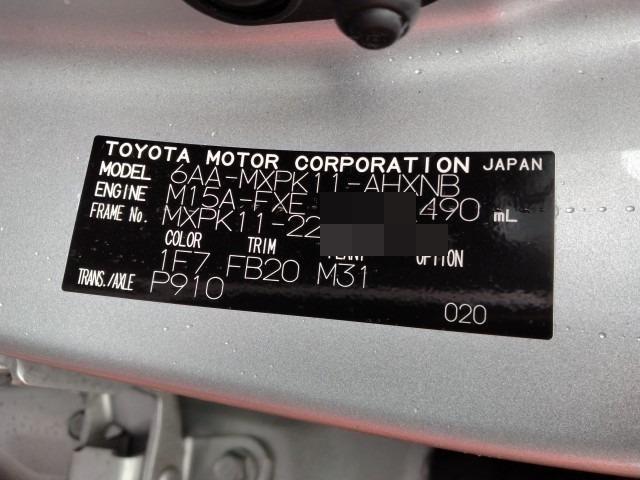 TOYOTA MOTOR CORPORATION JAPAN
MODEL 6AA-MXPK11-AHXNB
ENGINE M15A-FXE 490 mL
FRAME No. MXPK11-22
COLOR TRIM OPTION
1F7 FB20 M31
TRANS./AXLE P910
020